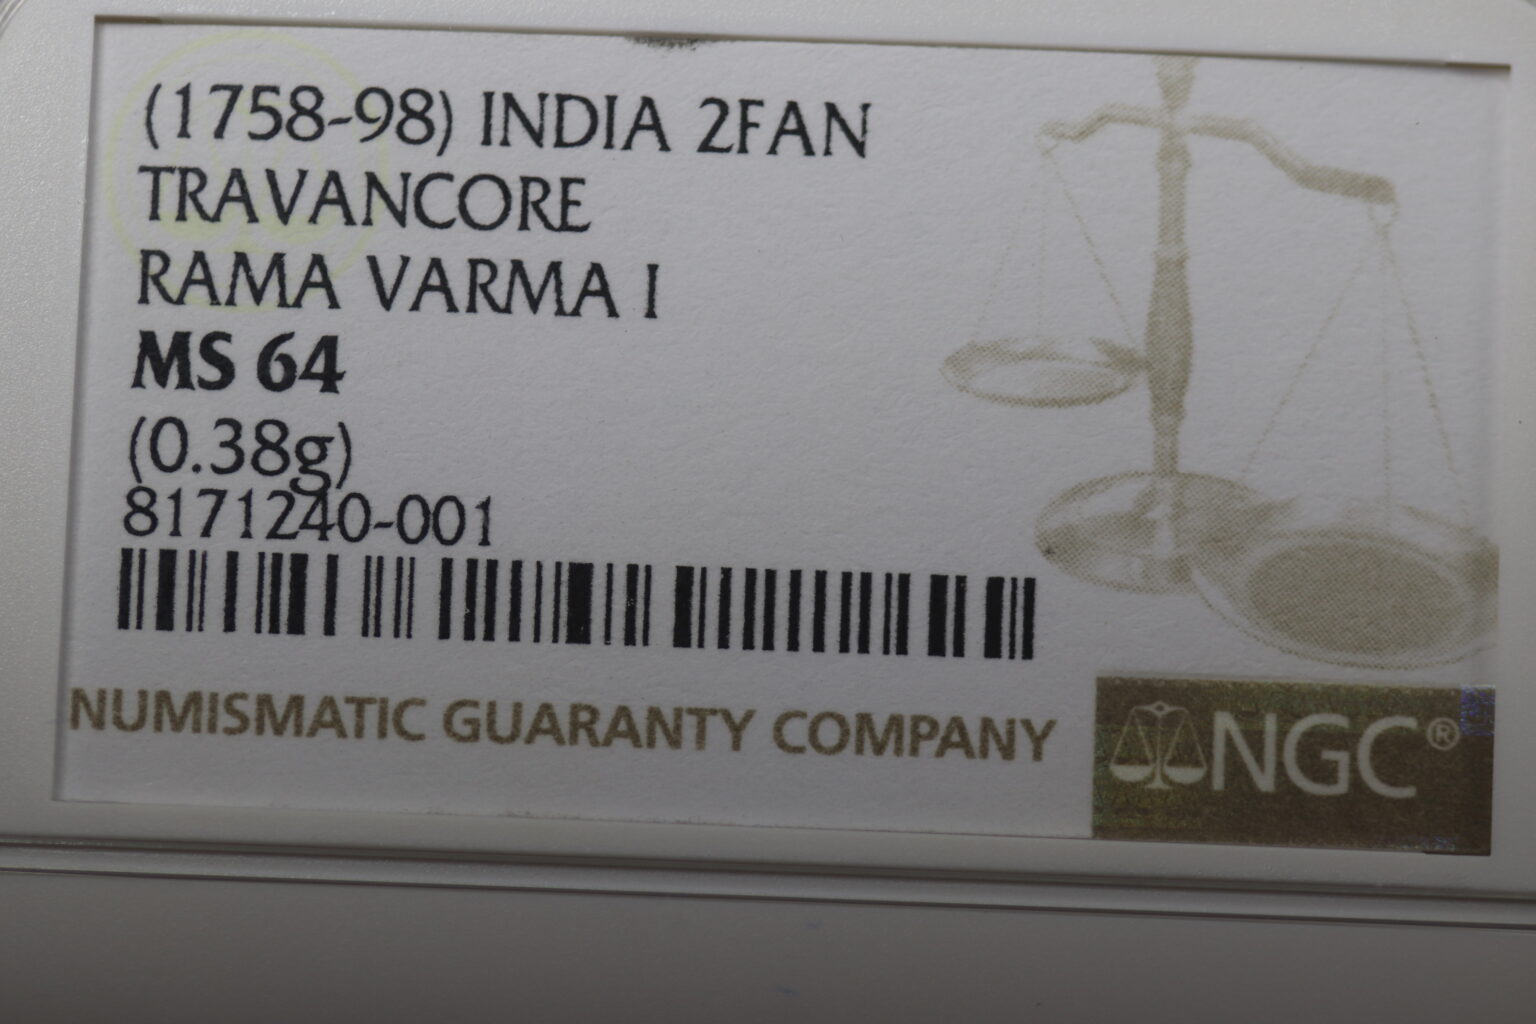 (1758-98) INDIA 2FAN
TRAVANCORE
RAMA VARMA I
MS 64
(0.38g)
8171240-001
NUMISMATIC GUARANTY COMPANY
NGC®